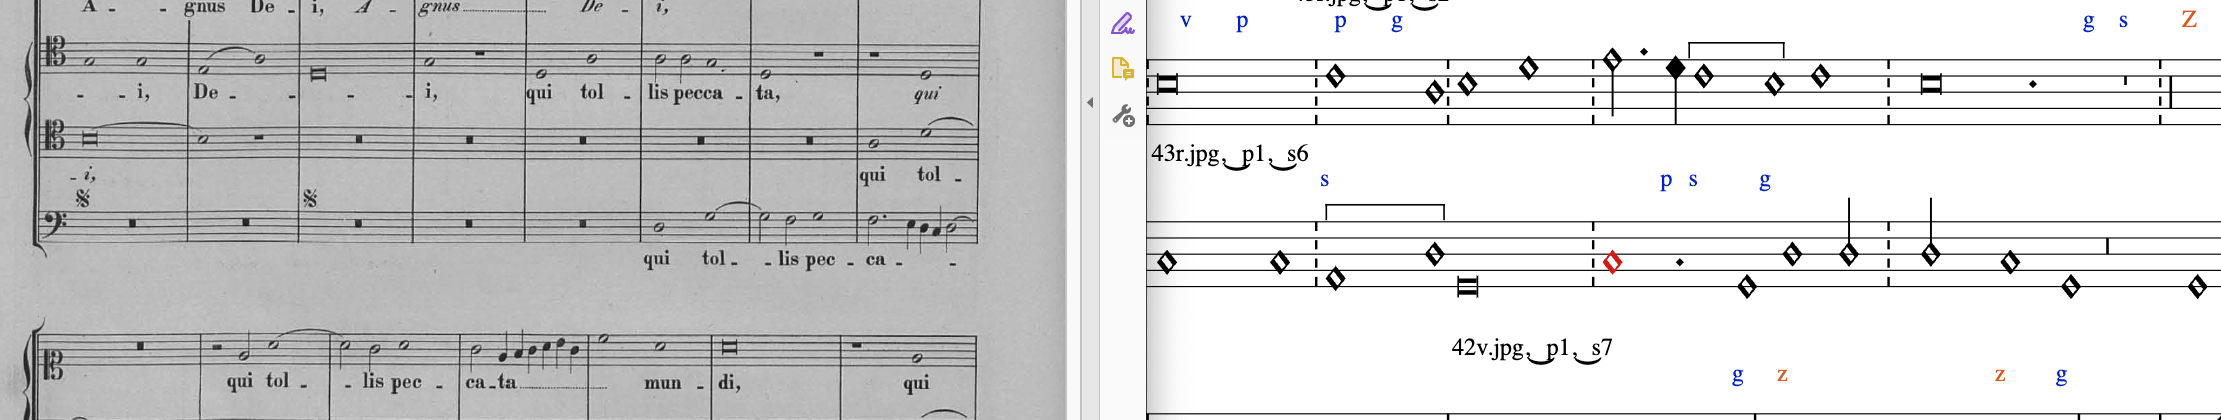 A - - gnus De - i, A - gnus De - i,
- - i, De - - - - i, qui tol - lis pecca - ta, qui
- i, qui tol -
qui tol - - lis pec - ca - -
qui tol - - lis pec - ca - ta mun - di, qui
v p p g g s Z
43r.jpg, p1, s6
s p s g
42v.jpg, p1, s7
g z z g